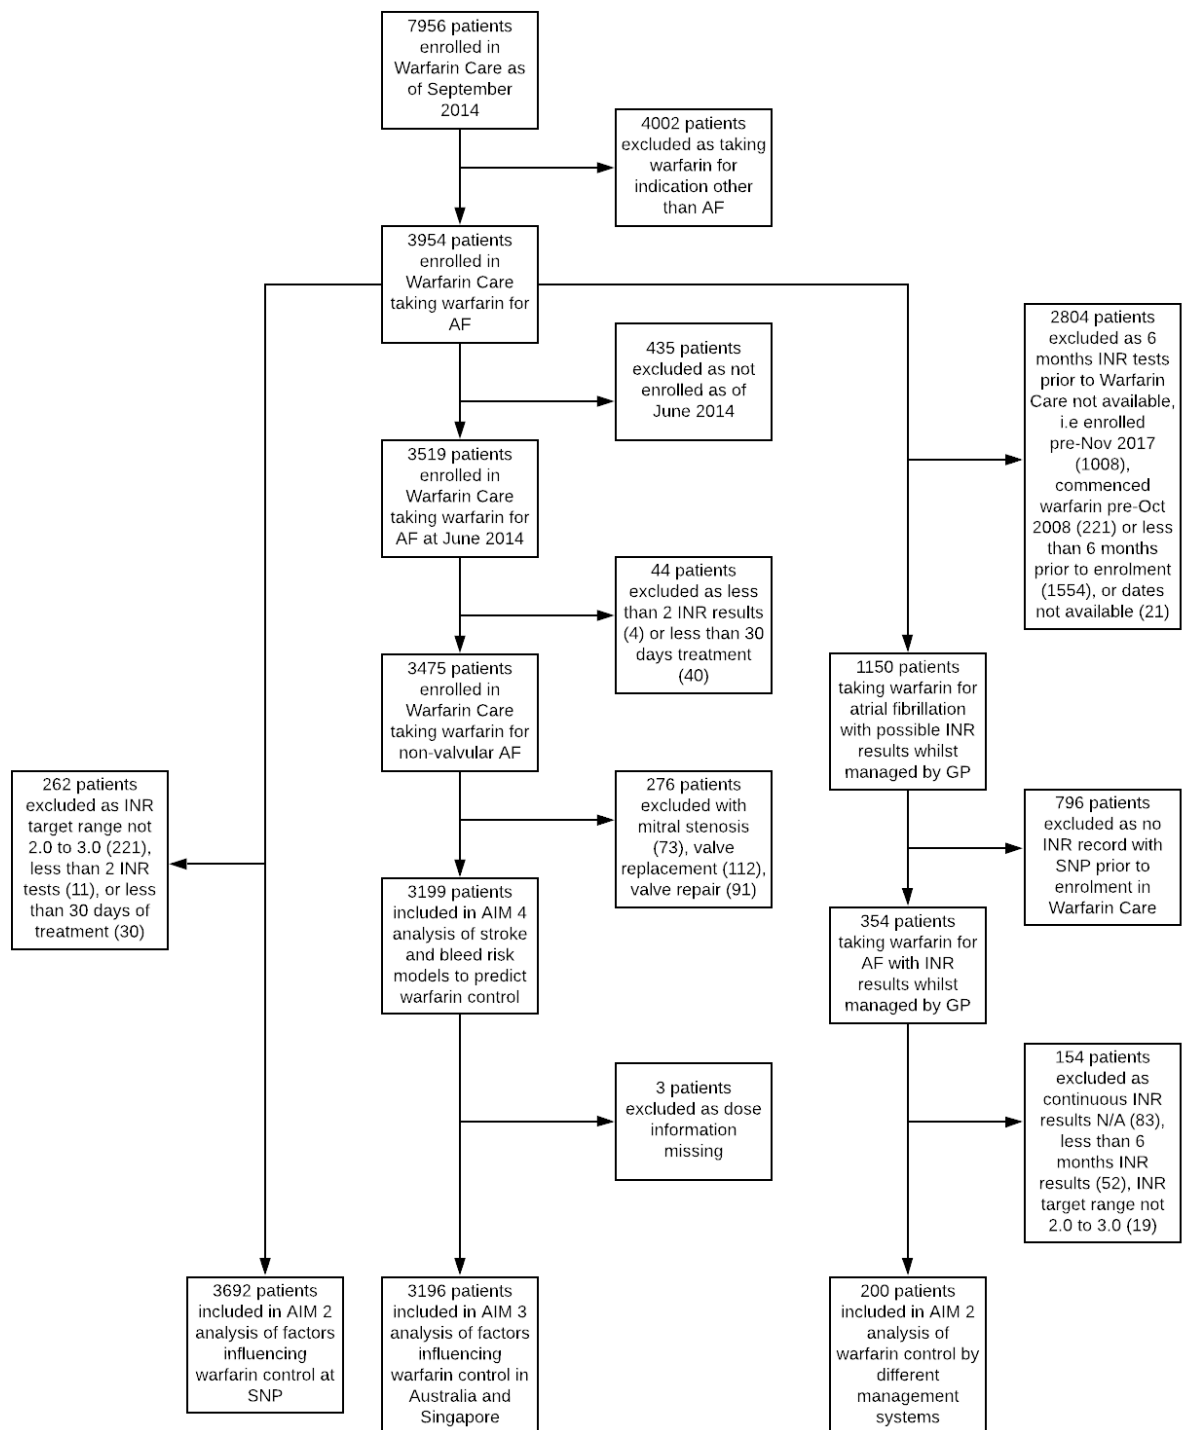 7956 patients
enrolled in
Warfarin Care as
of September
2014
4002 patients
excluded as taking
warfarin for
indication other
than AF
3954 patients
enrolled in
Warfarin Care
taking warfarin for
AF
435 patients
excluded as not
enrolled as of
June 2014
2804 patients
excluded as 6
months INR tests
prior to Warfarin
Care not available,
i.e enrolled
pre-Nov 2017
(1008),
commenced
warfarin pre-Oct
2008 (221) or less
than 6 months
prior to enrolment
(1554), or dates
not available (21)
3519 patients
enrolled in
Warfarin Care
taking warfarin for
AF at June 2014
44 patients
excluded as less
than 2 INR results
(4) or less than 30
days treatment
(40)
3475 patients
enrolled in
Warfarin Care
taking warfarin for
non-valvular AF
1150 patients
taking warfarin for
atrial fibrillation
with possible INR
results whilst
managed by GP
262 patients
excluded as INR
target range not
2.0 to 3.0 (221),
less than 2 INR
tests (11), or less
than 30 days of
treatment (30)
276 patients
excluded with
mitral stenosis
(73), valve
replacement (112),
valve repair (91)
796 patients
excluded as no
INR record with
SNP prior to
enrolment in
Warfarin Care
3199 patients
included in AIM 4
analysis of stroke
and bleed risk
models to predict
warfarin control
354 patients
taking warfarin for
AF with INR
results whilst
managed by GP
3 patients
excluded as dose
information
missing
154 patients
excluded as
continuous INR
results N/A (83),
less than 6
months INR
results (52), INR
target range not
2.0 to 3.0 (19)
3692 patients
included in AIM 2
analysis of factors
influencing
warfarin control at
SNP
3196 patients
included in AIM 3
analysis of factors
influencing
warfarin control in
Australia and
Singapore
200 patients
included in AIM 2
analysis of
warfarin control by
different
management
systems